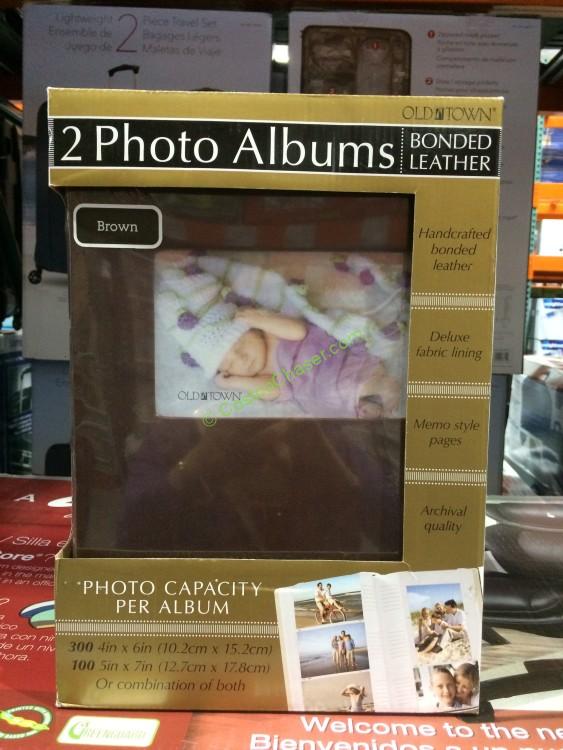 Lightweight
Ensemble de
Juego de
2
Piece Travel Set
Bagages Légers
Maletas de Viaje
OLD TOWN
2 Photo Albums
BONDED
LEATHER
Brown
Handcrafted
bonded
leather
Deluxe
fabric lining
Memo style
pages
Archival
quality
OLD TOWN
© CostcoChaser.com
PHOTO CAPACITY
PER ALBUM
300 4in x 6in (10.2cm x 15.2cm)
100 5in x 7in (12.7cm x 17.8cm)
Or combination of both
GREENGUARD
Welcome to the
Bienvenidos a